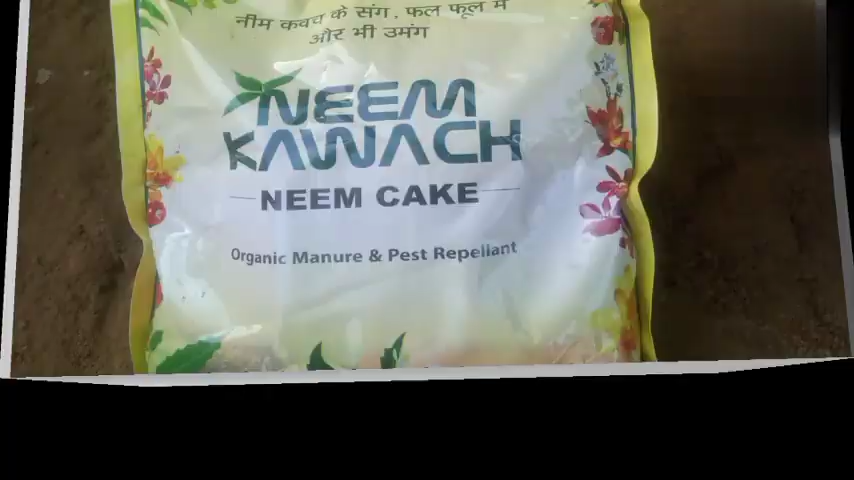 नीम कवच के संग, फल फूल में
और भी उमंग
NEEM
KAWACH
NEEM CAKE
Organic Manure & Pest Repellant